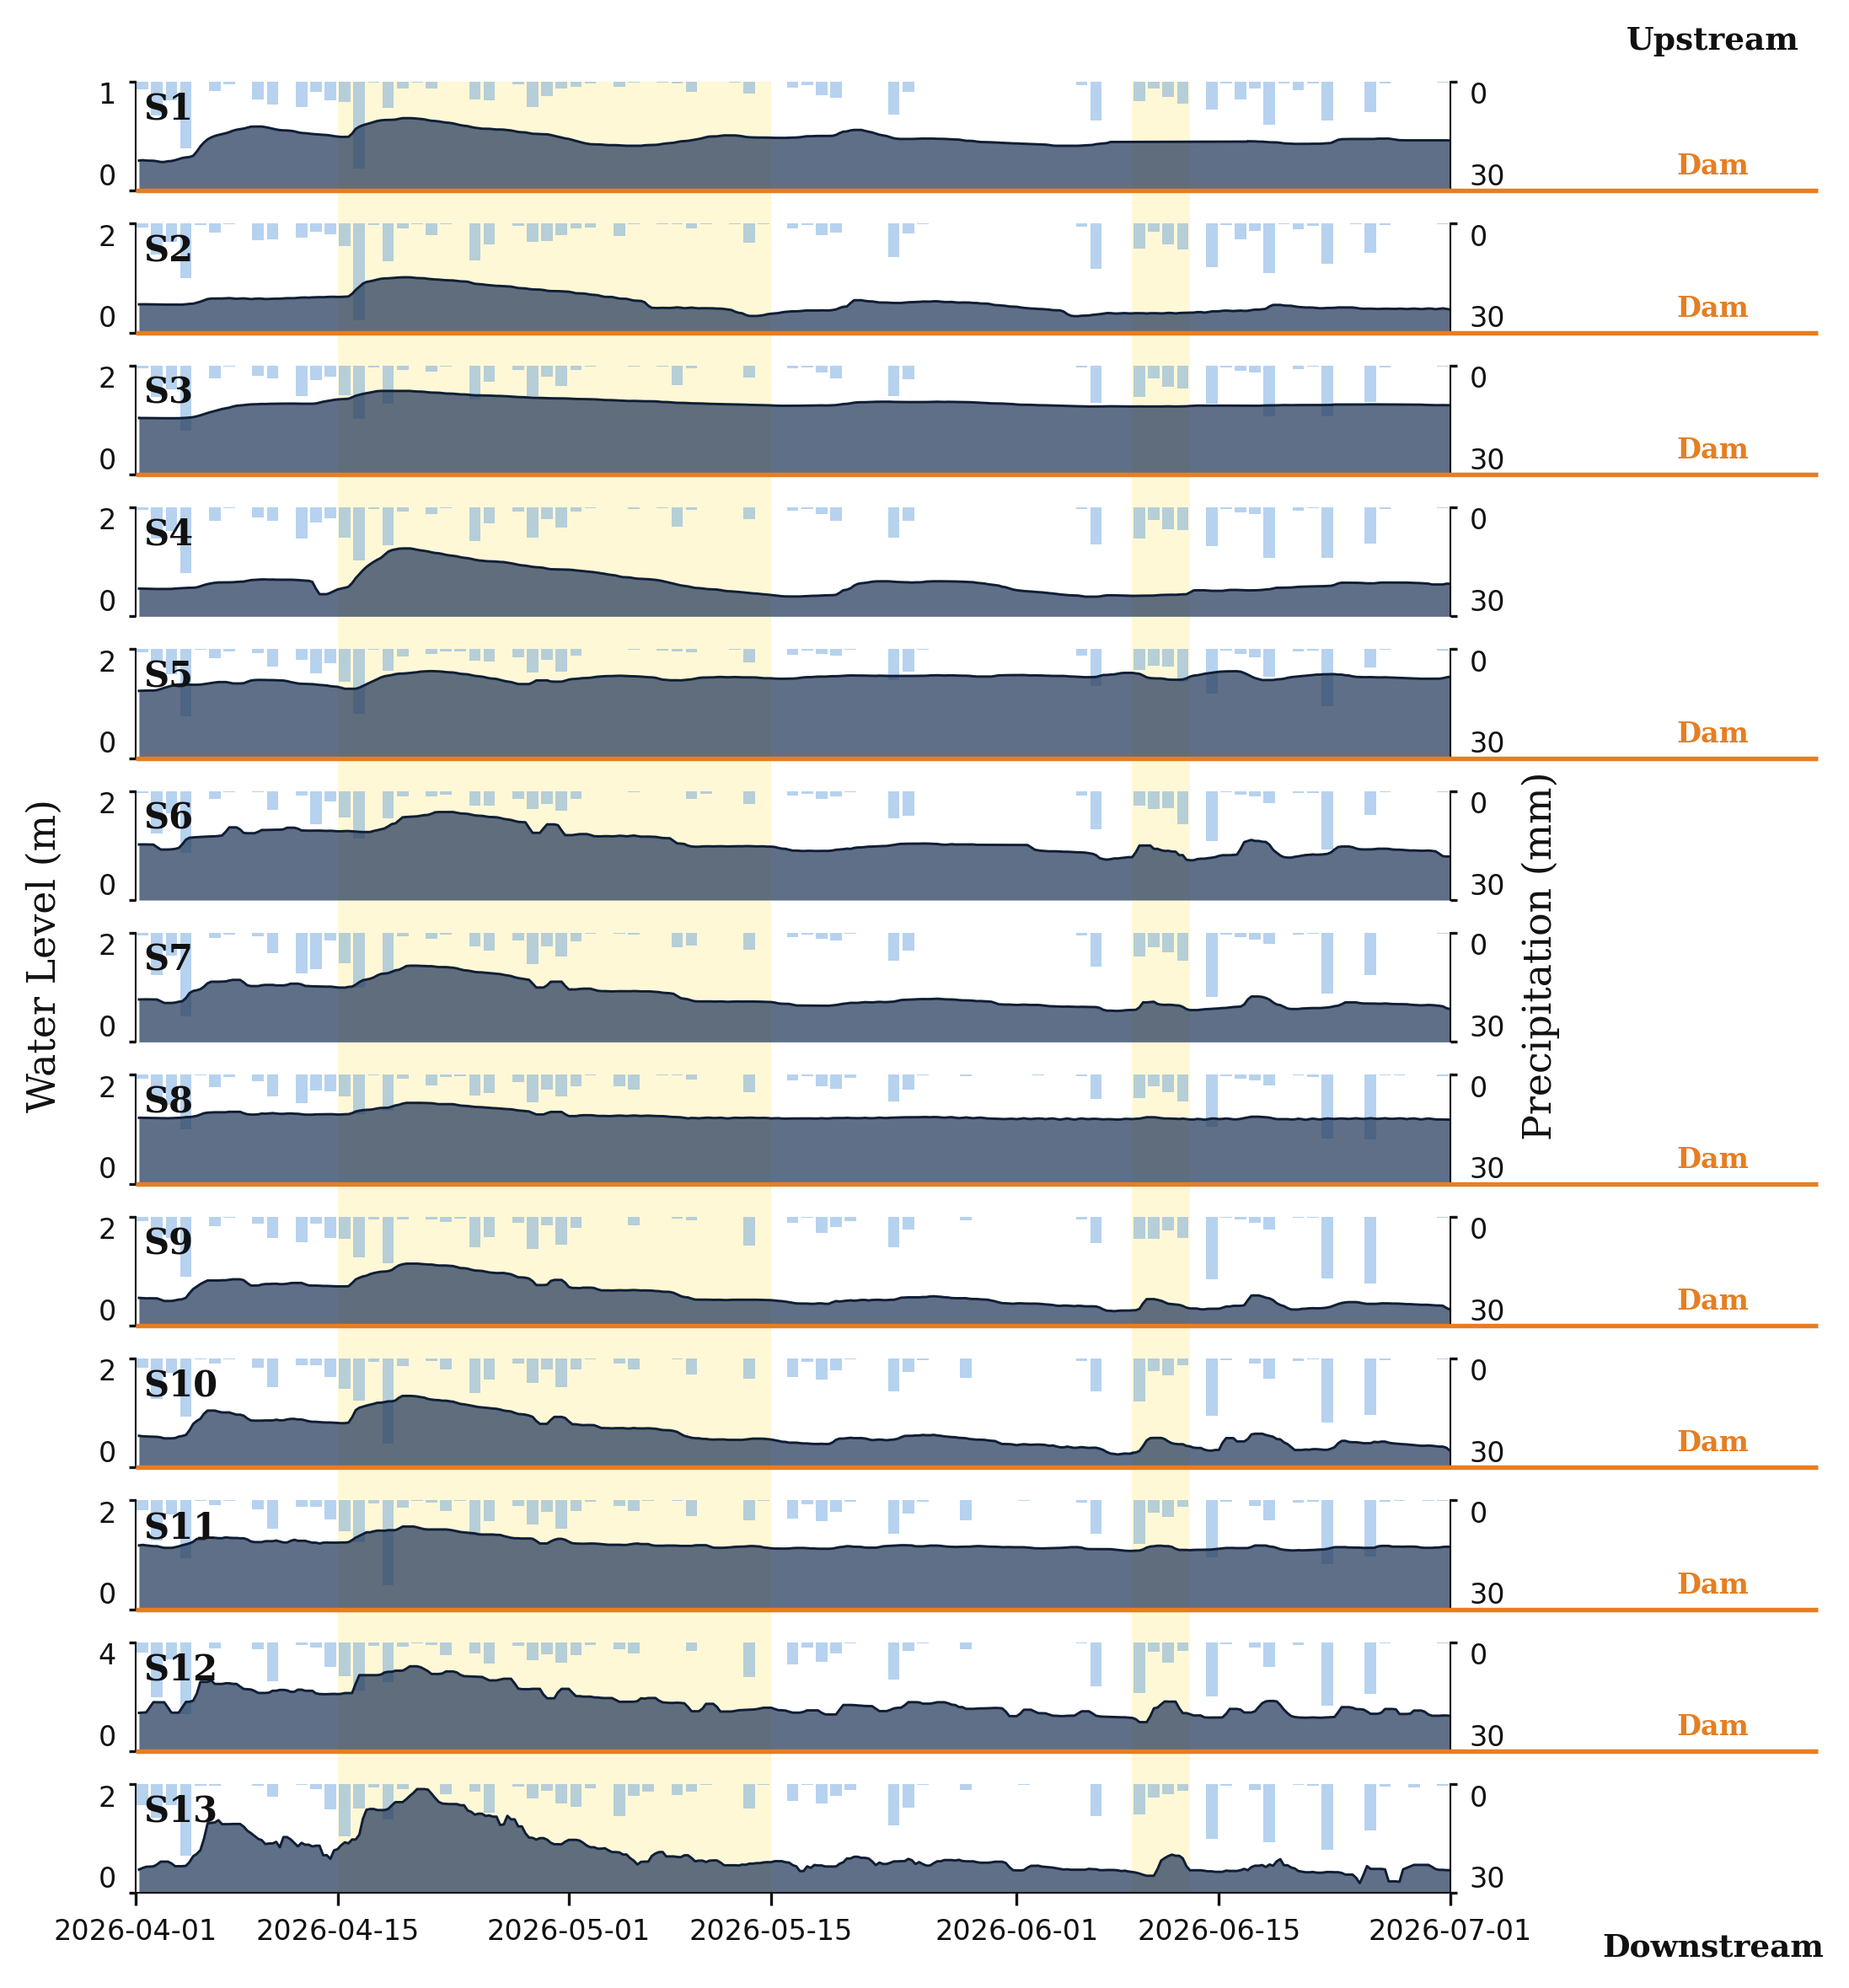 Upstream
1 S1 0
0 30 Dam
2 S2 0
0 30 Dam
2 S3 0
0 30 Dam
2 S4 0
0 30
2 S5 0
0 30 Dam
2 S6 0
0 30
2 S7 0
0 30
2 S8 0
0 30 Dam
2 S9 0
0 30 Dam
2 S10 0
0 30 Dam
2 S11 0
0 30 Dam
4 S12 0
0 30 Dam
2 S13 0
0 30
Water Level (m)
Precipitation (mm)
2026-04-01 2026-04-15 2026-05-01 2026-05-15 2026-06-01 2026-06-15 2026-07-01
Downstream